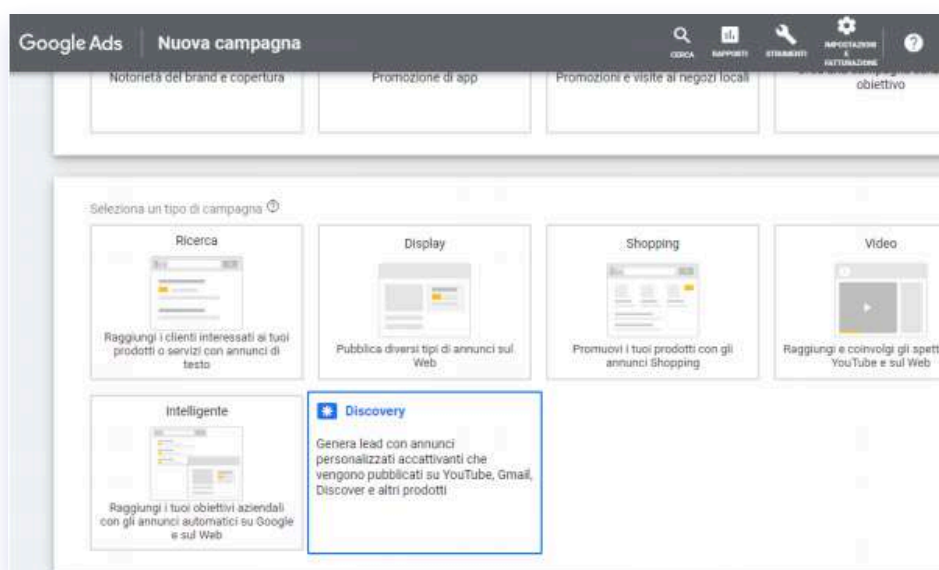 Google Ads
Nuova campagna
CERCA
RAPPORTI
STRUMENTI
IMPOSTAZIONI
E
FATTURAZIONE
Notorietà del brand e copertura
Promozione di app
Promozioni e visite ai negozi locali
obiettivo
Seleziona un tipo di campagna
Ricerca
Raggiungi i clienti interessati ai tuoi
prodotti o servizi con annunci di
testo
Display
Pubblica diversi tipi di annunci sul
Web
Shopping
Promuovi i tuoi prodotti con gli
annunci Shopping
Video
Raggiungi e coinvolgi gli spett
YouTube e sul Web
Intelligente
Raggiungi i tuoi obiettivi aziendali
con gli annunci automatici su Google
e sul Web
Discovery
Genera lead con annunci
personalizzati accattivanti che
vengono pubblicati su YouTube, Gmail,
Discover e altri prodotti